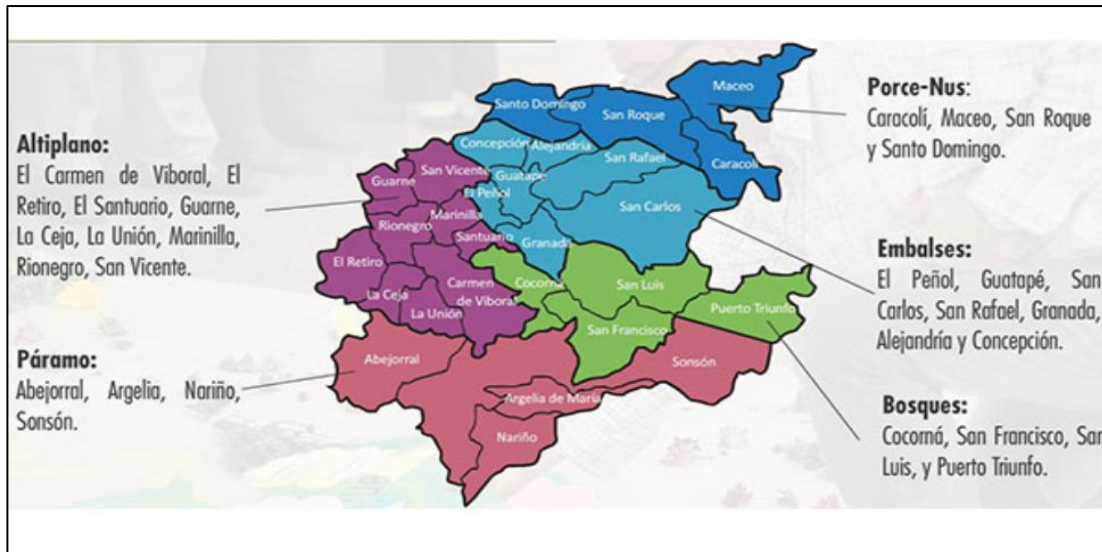 Altiplano:
El Carmen de Viboral, El
Retiro, El Santuario, Guarne,
La Ceja, La Unión, Marinilla,
Rionegro, San Vicente.
Páramo:
Abejorral, Argelia, Nariño,
Sonsón.
Maceo
Santo Domingo
San Roque
Caracolí
Concepción
Alejandría
San Rafael
San Vicente
Guatapé
Guarne
El Peñol
San Carlos
Marinilla
Rionegro
Santuario
Granada
El Retiro
Cocorná
San Luis
La Ceja
Carmen
de Viboral
Puerto Triunfo
La Unión
San Francisco
Abejorral
Sonsón
Argelia de María
Nariño
Porce-Nus:
Caracolí, Maceo, San Roque
y Santo Domingo.
Embalses:
El Peñol, Guatapé, San
Carlos, San Rafael, Granada,
Alejandría y Concepción.
Bosques:
Cocorná, San Francisco, San
Luis, y Puerto Triunfo.